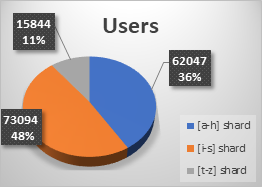 Users
15844
11%
62047
36%
73094
48%
[a-h] shard
[i-s] shard
[t-z] shard